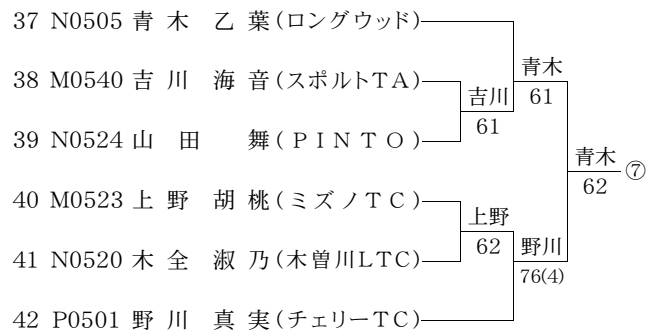 37 N0505 青 木 乙 葉(ロングウッド)
青木
38 M0540 吉 川 海 音(スポルトTA)
吉川 61
61
39 N0524 山 田 舞(ＰＩＮＴＯ)
青木 ⑦
62
40 M0523 上 野 胡 桃(ミズノTC)
上野
62 野川
41 N0520 木 全 淑 乃(木曽川LTC)
76(4)
42 P0501 野 川 真 実(チェリーTC)